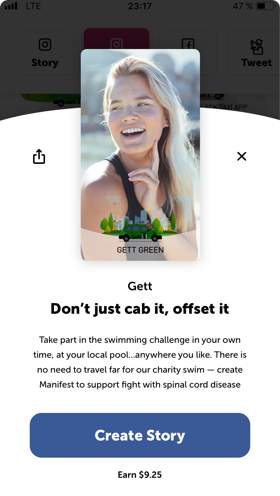 LTE 23:17 47 %
Story Tweet
TAXI APP
GETT GREEN
Gett
Don’t just cab it, offset it
Take part in the swimming challenge in your own
time, at your local pool...anywhere you like. There is
no need to travel far for our charity swim — create
Manifest to support fight with spinal cord disease
Create Story
Earn $9.25